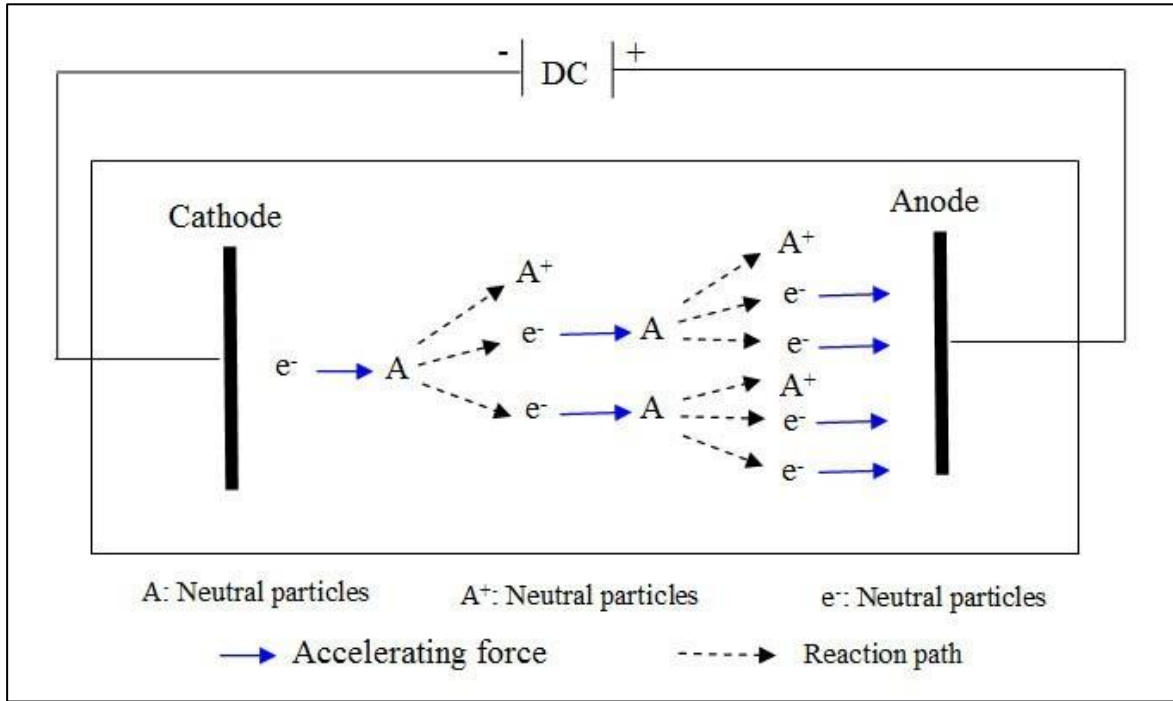 - DC +
Cathode
Anode
A⁺
A⁺
e⁻
e⁻ A
e⁻
e⁻ A
A⁺
e⁻ A
e⁻
e⁻
A: Neutral particles A⁺: Neutral particles e⁻: Neutral particles
Accelerating force Reaction path